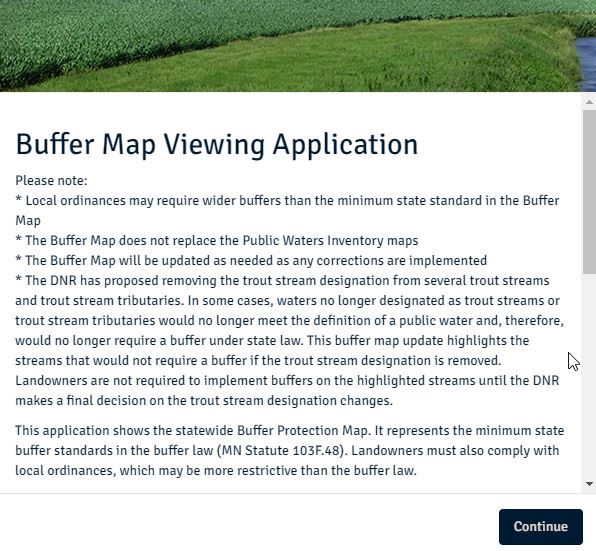 Buffer Map Viewing Application
Please note:
* Local ordinances may require wider buffers than the minimum state standard in the Buffer
Map
* The Buffer Map does not replace the Public Waters Inventory maps
* The Buffer Map will be updated as needed as any corrections are implemented
* The DNR has proposed removing the trout stream designation from several trout streams
and trout stream tributaries. In some cases, waters no longer designated as trout streams or
trout stream tributaries would no longer meet the definition of a public water and, therefore,
would no longer require a buffer under state law. This buffer map update highlights the
streams that would not require a buffer if the trout stream designation is removed.
Landowners are not required to implement buffers on the highlighted streams until the DNR
makes a final decision on the trout stream designation changes.
This application shows the statewide Buffer Protection Map. It represents the minimum state
buffer standards in the buffer law (MN Statute 103F.48). Landowners must also comply with
local ordinances, which may be more restrictive than the buffer law.
Continue